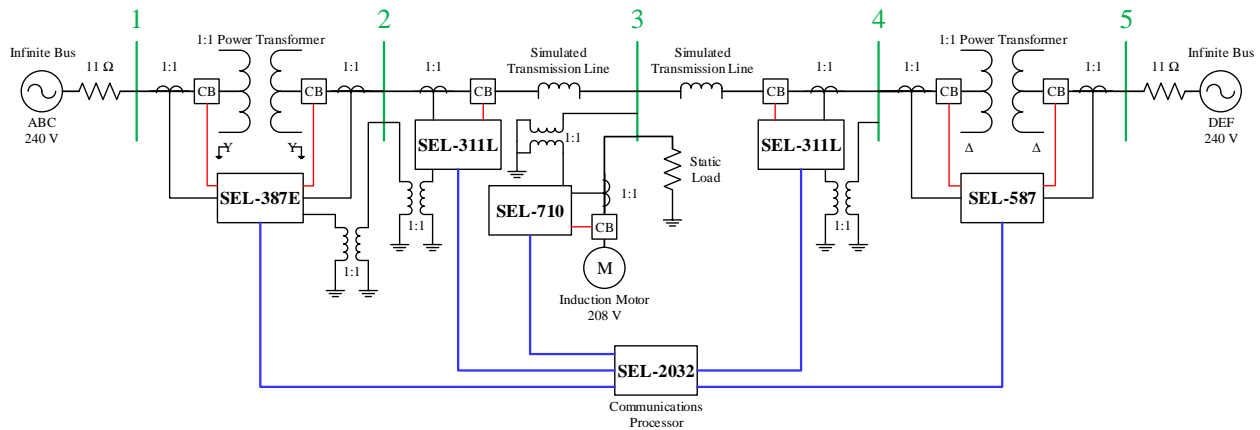 1
2
3
4
5
Infinite Bus
1:1
1:1 Power Transformer
1:1
1:1
Simulated
Transmission Line
Simulated
Transmission Line
1:1
1:1
1:1 Power Transformer
1:1
Infinite Bus
11 Ω
CB
CB
CB
CB
CB
CB
11 Ω
ABC
240 V
DEF
240 V
Y
Y
SEL-311L
1:1
SEL-311L
Δ
Δ
Static
Load
SEL-387E
SEL-710
1:1
SEL-587
CB
1:1
1:1
1:1
M
Induction Motor
208 V
SEL-2032
Communications
Processor